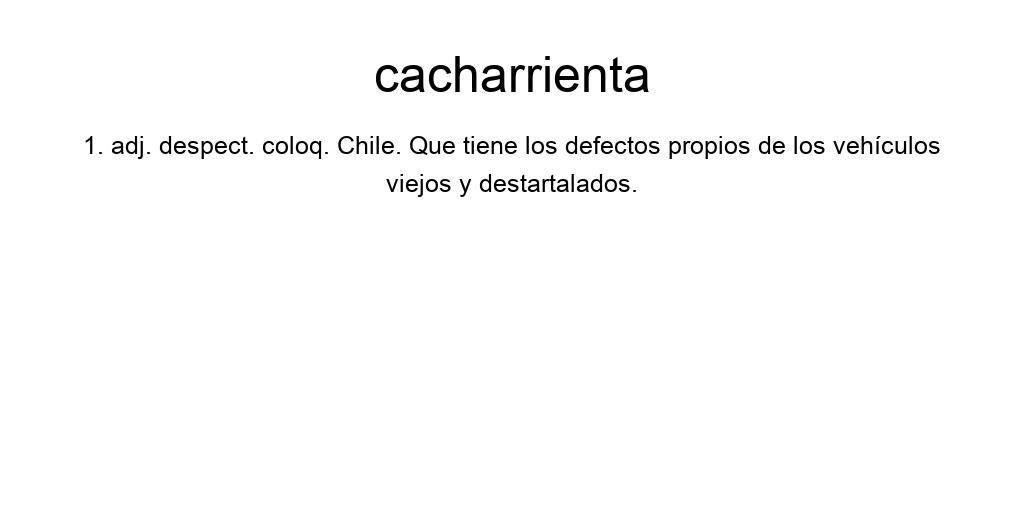 cacharrienta
1. adj. despect. coloq. Chile. Que tiene los defectos propios de los vehículos
viejos y destartalados.